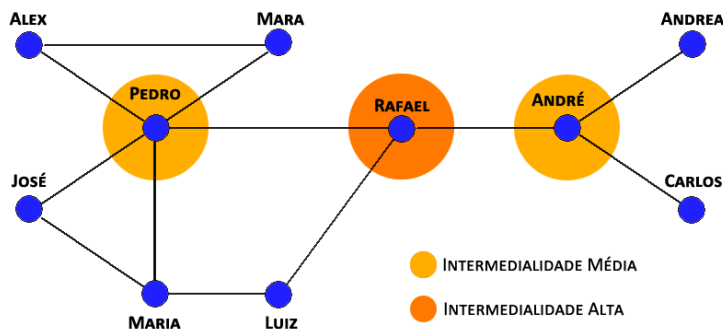 ALEX
MARA
ANDREA
PEDRO
RAFAEL
ANDRÉ
JOSÉ
CARLOS
MARIA
LUIZ
INTERMEDIALIDADE MÉDIA
INTERMEDIALIDADE ALTA